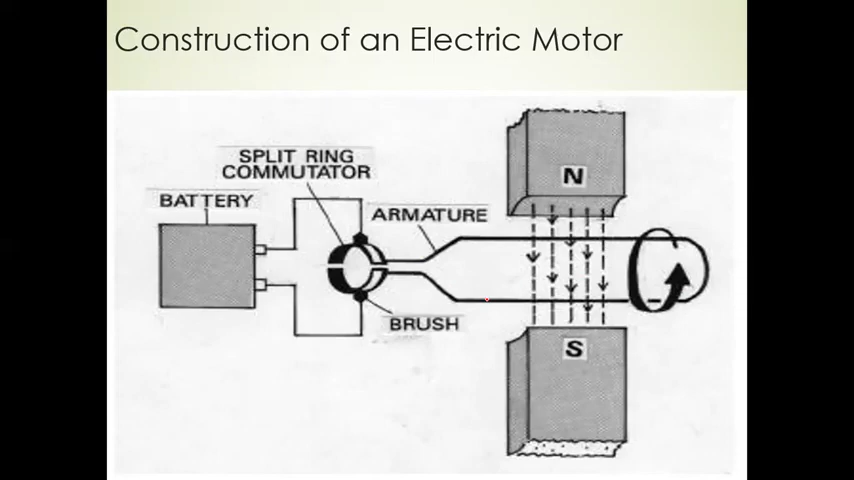 Construction of an Electric Motor
SPLIT RING
COMMUTATOR
BATTERY
ARMATURE
N
BRUSH
S